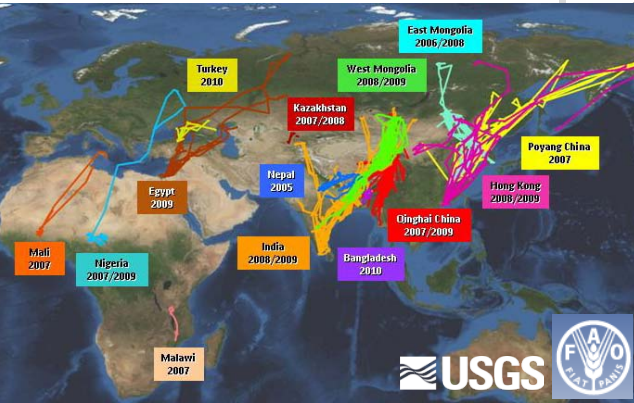 East Mongolia
2006/2008
Turkey
2010
West Mongolia
2008/2009
Kazakhstan
2007/2008
Poyang China
2007
Nepal
2005
Egypt
2009
Hong Kong
2008/2009
Qinghai China
2007/2009
Mali
2007
Nigeria
2007/2009
India
2008/2009
Bangladesh
2010
Malawi
2007
USGS
F A O
FIAT PANIS